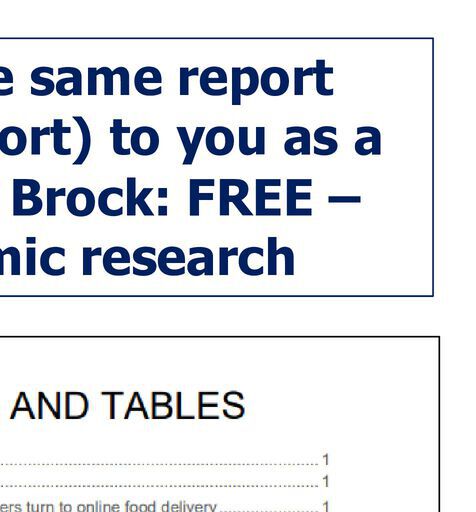 e same report
ort) to you as a
Brock: FREE –
mic research
AND TABLES
........................................................................ 1
........................................................................ 1
ers turn to online food delivery......................... 1